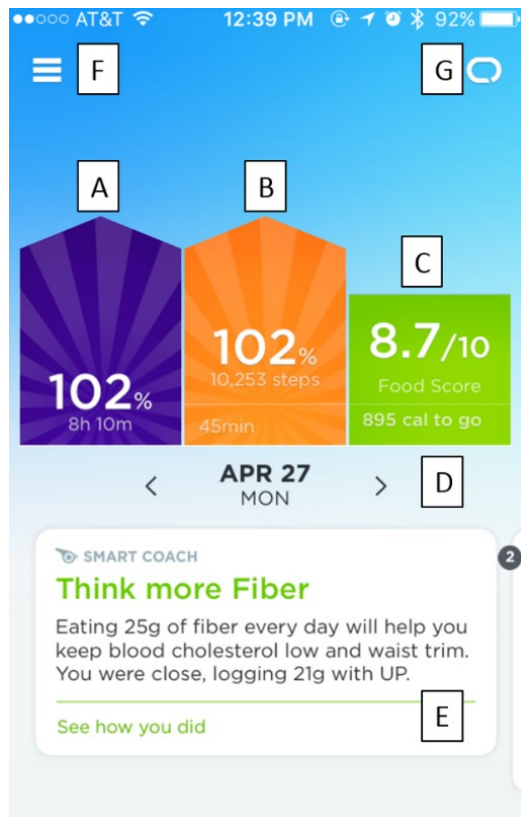 AT&T 12:39 PM 92%
F G
A B
C
102%
8h 10m
102%
10,253 steps
45min
8.7/10
Food Score
895 cal to go
APR 27
MON
D
SMART COACH
2
Think more Fiber
Eating 25g of fiber every day will help you
keep blood cholesterol low and waist trim.
You were close, logging 21g with UP.
E
See how you did